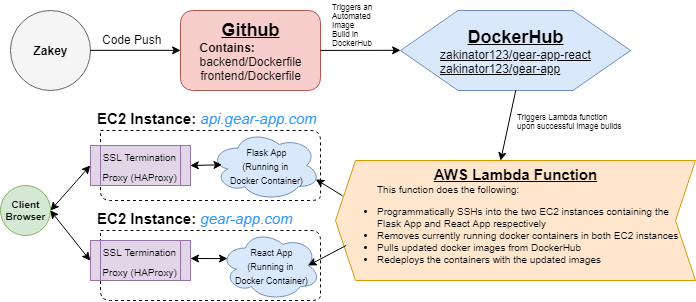 Zakey
Code Push
Github
Contains:
backend/Dockerfile
frontend/Dockerfile
Triggers an
Automated
Image
Build in
DockerHub
DockerHub
zakinator123/gear-app-react
zakinator123/gear-app
Triggers Lambda function
upon successful image builds
EC2 Instance: api.gear-app.com
SSL Termination
Proxy (HAProxy)
Flask App
(Running in
Docker Container)
Client
Browser
EC2 Instance: gear-app.com
SSL Termination
Proxy (HAProxy)
React App
(Running in
Docker Container)
AWS Lambda Function
This function does the following:
• Programmatically SSHs into the two EC2 instances containing the
Flask App and React App respectively
• Removes currently running docker containers in both EC2 instances
• Pulls updated docker images from DockerHub
• Redeploys the containers with the updated images